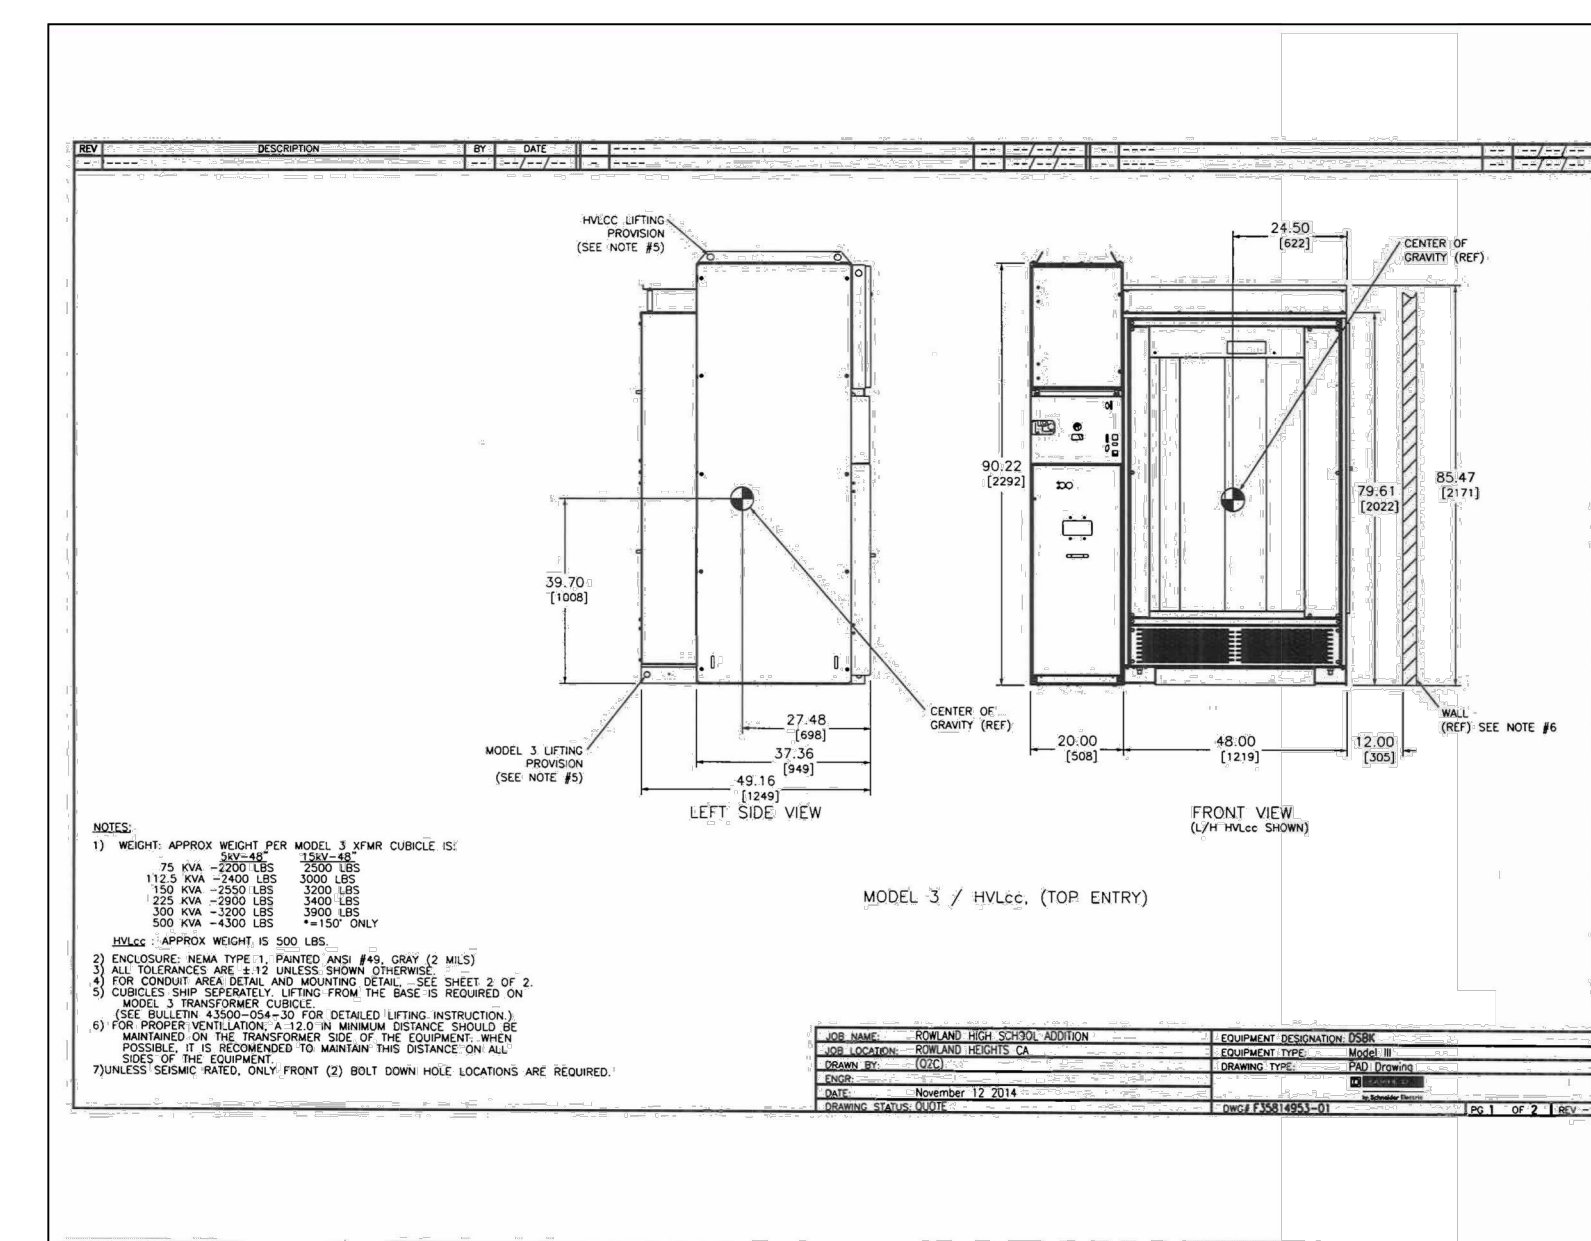 REV DESCRIPTION BY DATE
HVLCC LIFTING
PROVISION
(SEE NOTE #5)
24.50
[622]
CENTER OF
GRAVITY (REF)
90.22
[2292]
79.61
[2022]
85.47
[2171]
39.70
[1008]
CENTER OF
GRAVITY (REF)
WALL
(REF) SEE NOTE #6
27.48
[698]
37.36
[949]
49.16
[1249]
20.00
[508]
48.00
[1219]
12.00
[305]
MODEL 3 LIFTING
PROVISION
(SEE NOTE #5)
LEFT SIDE VIEW
FRONT VIEW
(L/H HVLcc SHOWN)
MODEL 3 / HVLcc, (TOP ENTRY)
NOTES:
1) WEIGHT: APPROX WEIGHT PER MODEL 3 XFMR CUBICLE IS:
5kV-48" 15kV-48"
75 KVA -2200 LBS 2500 LBS
112.5 KVA -2400 LBS 3000 LBS
150 KVA -2550 LBS 3200 LBS
225 KVA -2900 LBS 3400 LBS
300 KVA -3200 LBS 3900 LBS
500 KVA -4300 LBS *=150° ONLY
HVLcc : APPROX WEIGHT IS 500 LBS.
2) ENCLOSURE: NEMA TYPE 1, PAINTED ANSI #49, GRAY (2 MILS)
3) ALL TOLERANCES ARE ±.12 UNLESS SHOWN OTHERWISE.
4) FOR CONDUIT AREA DETAIL AND MOUNTING DETAIL, SEE SHEET 2 OF 2.
5) CUBICLES SHIP SEPERATELY. LIFTING FROM THE BASE IS REQUIRED ON
MODEL 3 TRANSFORMER CUBICLE.
(SEE BULLETIN 43500-054-30 FOR DETAILED LIFTING INSTRUCTION.)
6) FOR PROPER VENTILATION, A 12.0 IN MINIMUM DISTANCE SHOULD BE
MAINTAINED ON THE TRANSFORMER SIDE OF THE EQUIPMENT. WHEN
POSSIBLE, IT IS RECOMENDED TO MAINTAIN THIS DISTANCE ON ALL
SIDES OF THE EQUIPMENT.
7)UNLESS SEISMIC RATED, ONLY FRONT (2) BOLT DOWN HOLE LOCATIONS ARE REQUIRED.
JOB NAME: ROWLAND HIGH SCHOOL ADDITION
JOB LOCATION: ROWLAND HEIGHTS CA
DRAWN BY: (Q2C)
ENGR:
DATE: November 12 2014
DRAWING STATUS: QUOTE
EQUIPMENT DESIGNATION: DSBK
EQUIPMENT TYPE: Model III
DRAWING TYPE: PAD Drawing
by Schneider Electric
DWG# F35814953-01 PG 1 OF 2 REV -